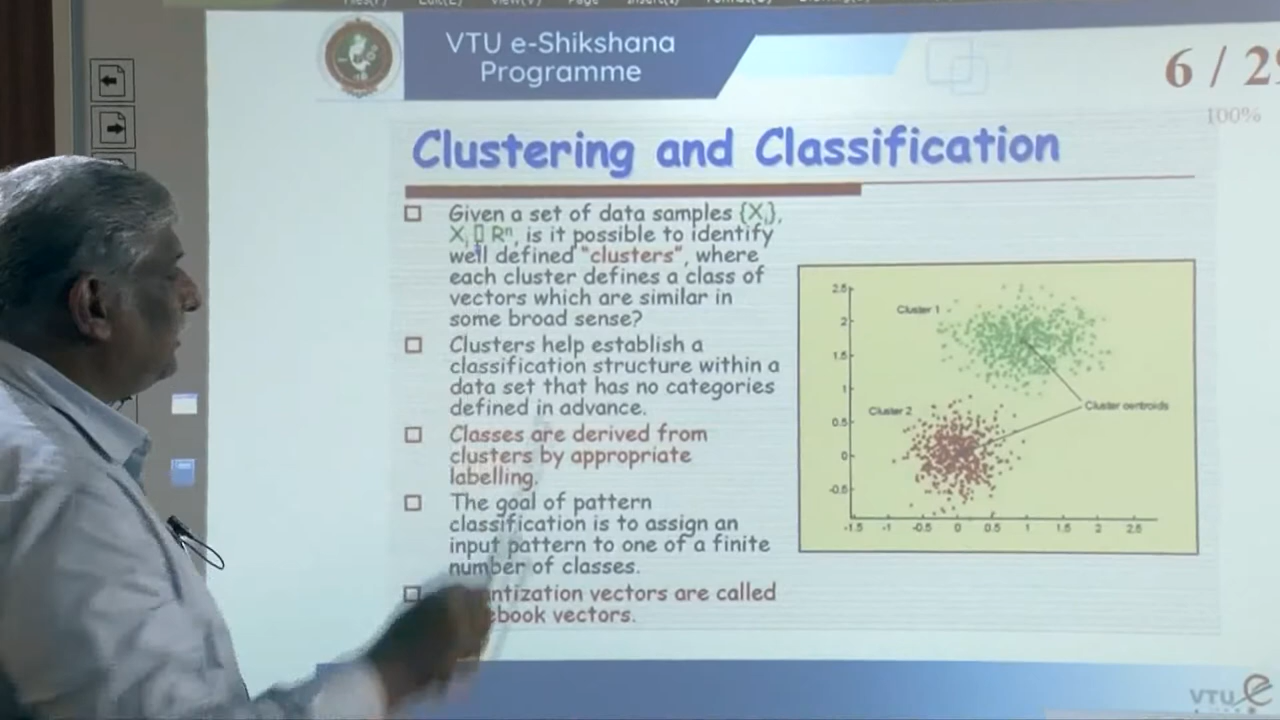 VTU e-Shikshana
Programme
6 / 29
100%
Clustering and Classification
Given a set of data samples {Xi},
Xi ▯ Rⁿ, is it possible to identify
well defined "clusters", where
each cluster defines a class of
vectors which are similar in
some broad sense?
Clusters help establish a
classification structure within a
data set that has no categories
defined in advance.
Classes are derived from
clusters by appropriate
labelling.
The goal of pattern
classification is to assign an
input pattern to one of a finite
number of classes.
ntization vectors are called
ebook vectors.
2.5
Cluster 1
2
1.5
1
Cluster centroids
Cluster 2
0.5
0
-0.5
-1.5 -1 -0.5 0 0.5 1 1.5 2 2.5
VTU e